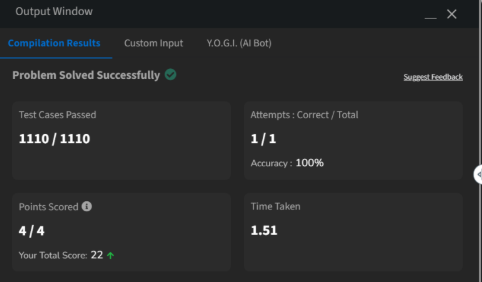 Output Window
Compilation Results Custom Input Y.O.G.I. (AI Bot)
Problem Solved Successfully
Suggest Feedback
Test Cases Passed
1110 / 1110
Attempts : Correct / Total
1 / 1
Accuracy : 100%
Points Scored
4 / 4
Your Total Score: 22
Time Taken
1.51